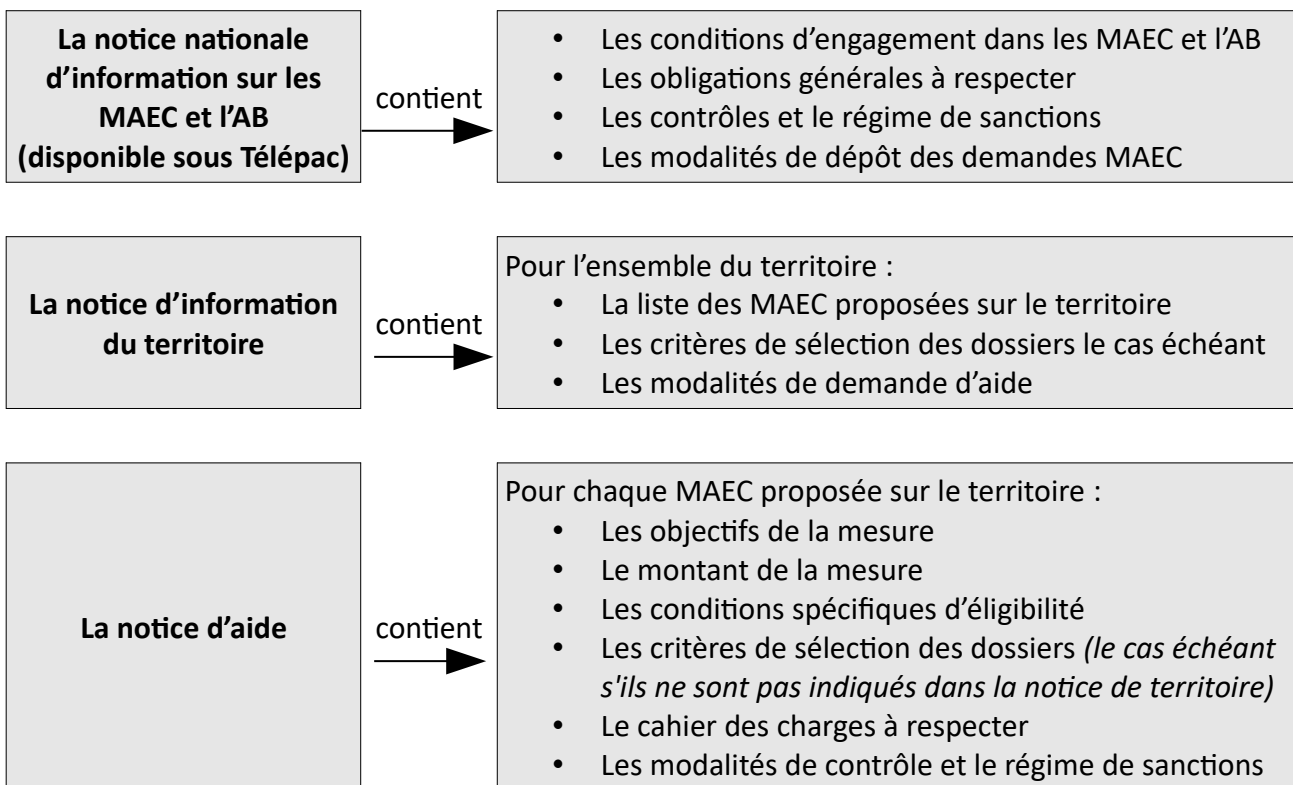 La notice nationale
d’information sur les
MAEC et l’AB
(disponible sous Télépac)
contient
• Les conditions d’engagement dans les MAEC et l’AB
• Les obligations générales à respecter
• Les contrôles et le régime de sanctions
• Les modalités de dépôt des demandes MAEC
La notice d’information
du territoire
contient
Pour l’ensemble du territoire :
• La liste des MAEC proposées sur le territoire
• Les critères de sélection des dossiers le cas échéant
• Les modalités de demande d’aide
La notice d’aide
contient
Pour chaque MAEC proposée sur le territoire :
• Les objectifs de la mesure
• Le montant de la mesure
• Les conditions spécifiques d’éligibilité
• Les critères de sélection des dossiers (le cas échéant
s'ils ne sont pas indiqués dans la notice de territoire)
• Le cahier des charges à respecter
• Les modalités de contrôle et le régime de sanctions